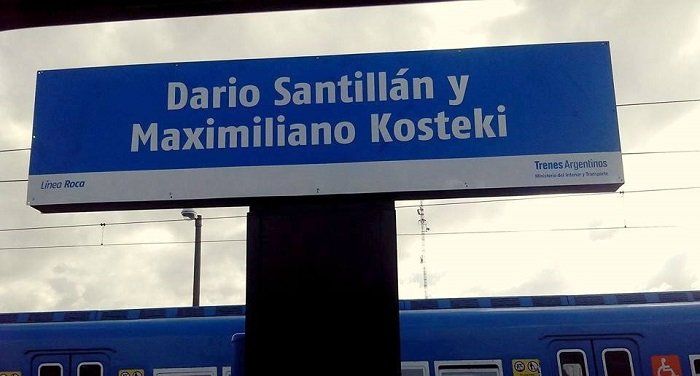 Dario Santillán y
Maximiliano Kosteki
Línea Roca
Trenes Argentinos
Ministerio del Interior y Transporte